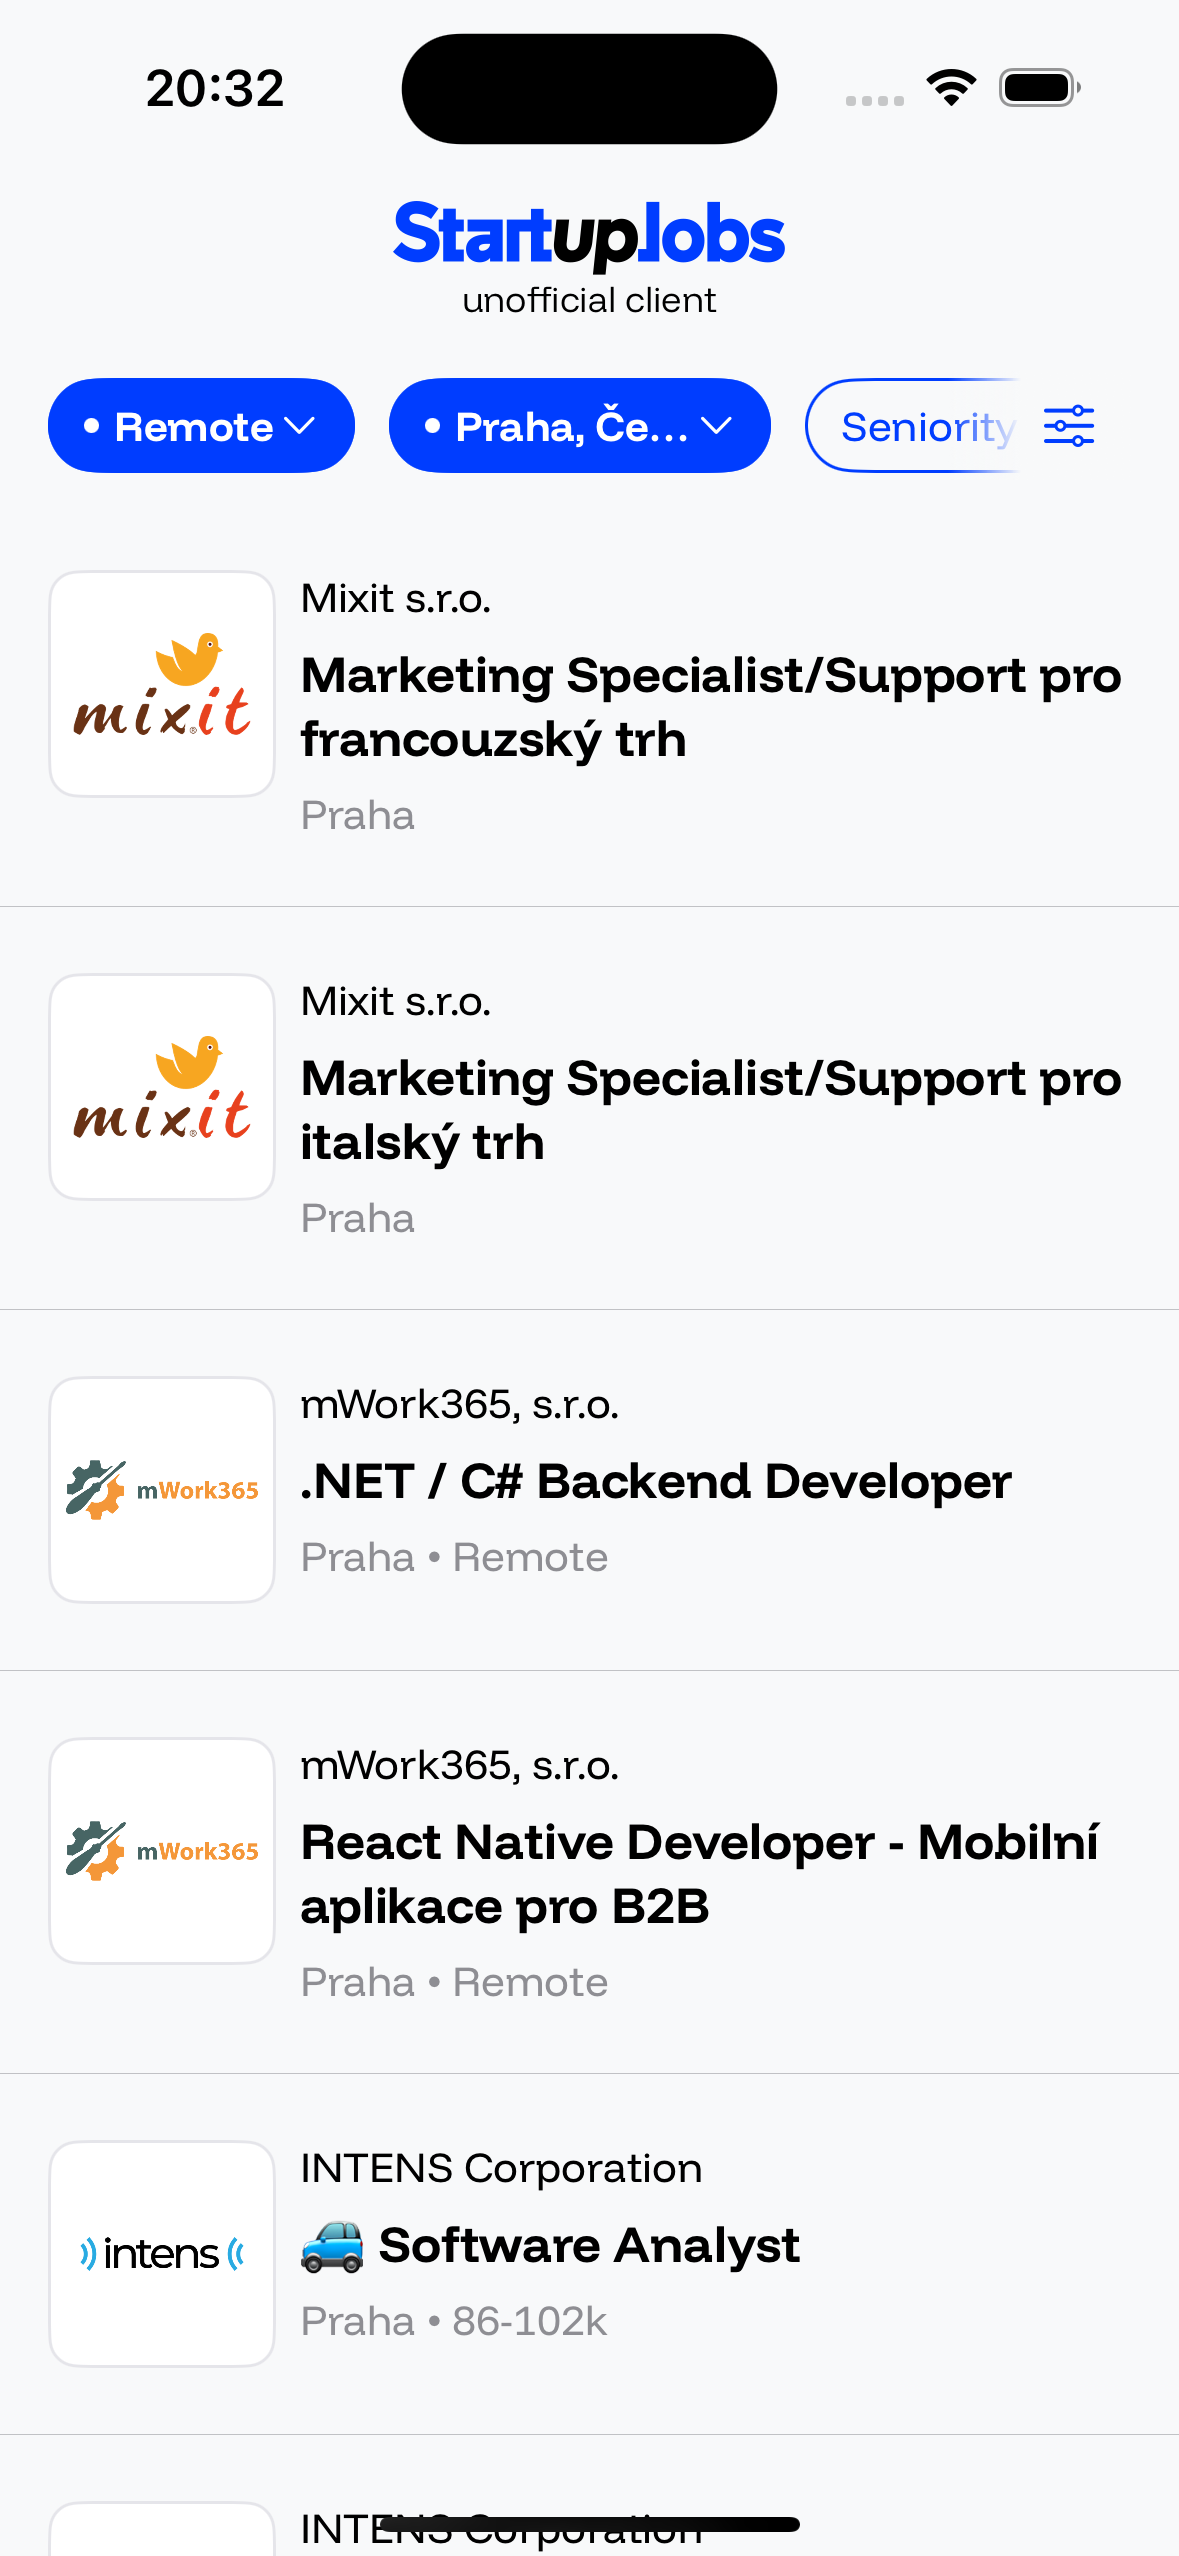 20:32
StartupJobs
unofficial client
Remote
Praha, Če...
Seniority
Mixit s.r.o.
mixit®
Marketing Specialist/Support pro
francouzský trh
Praha
Mixit s.r.o.
mixit®
Marketing Specialist/Support pro
italský trh
Praha
mWork365, s.r.o.
mWork365
.NET / C# Backend Developer
Praha • Remote
mWork365, s.r.o.
mWork365
React Native Developer - Mobilní
aplikace pro B2B
Praha • Remote
INTENS Corporation
intens
🚙 Software Analyst
Praha • 86-102k
INTENS Corporation